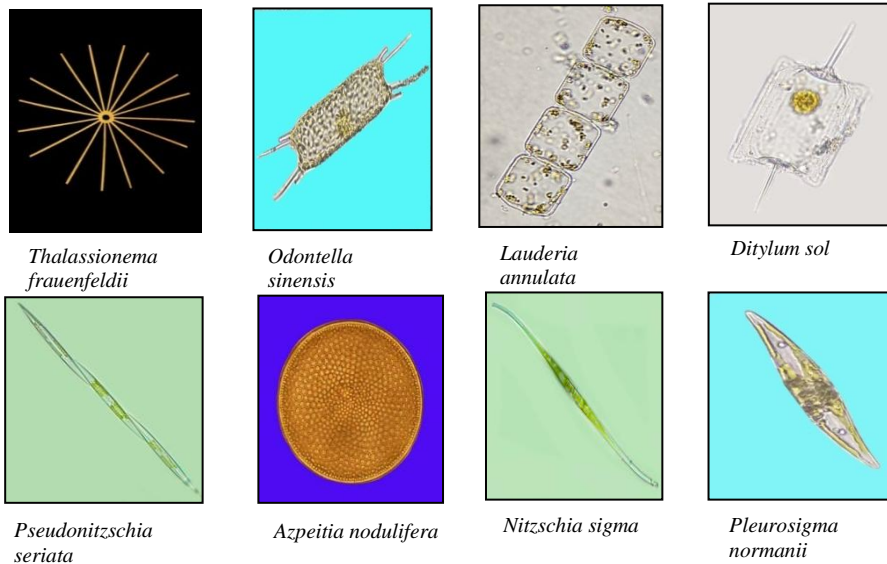 Thalassionema
frauenfeldii
Odontella
sinensis
Lauderia
annulata
Ditylum sol
Pseudonitzschia
seriata
Azpeitia nodulifera
Nitzschia sigma
Pleurosigma
normanii